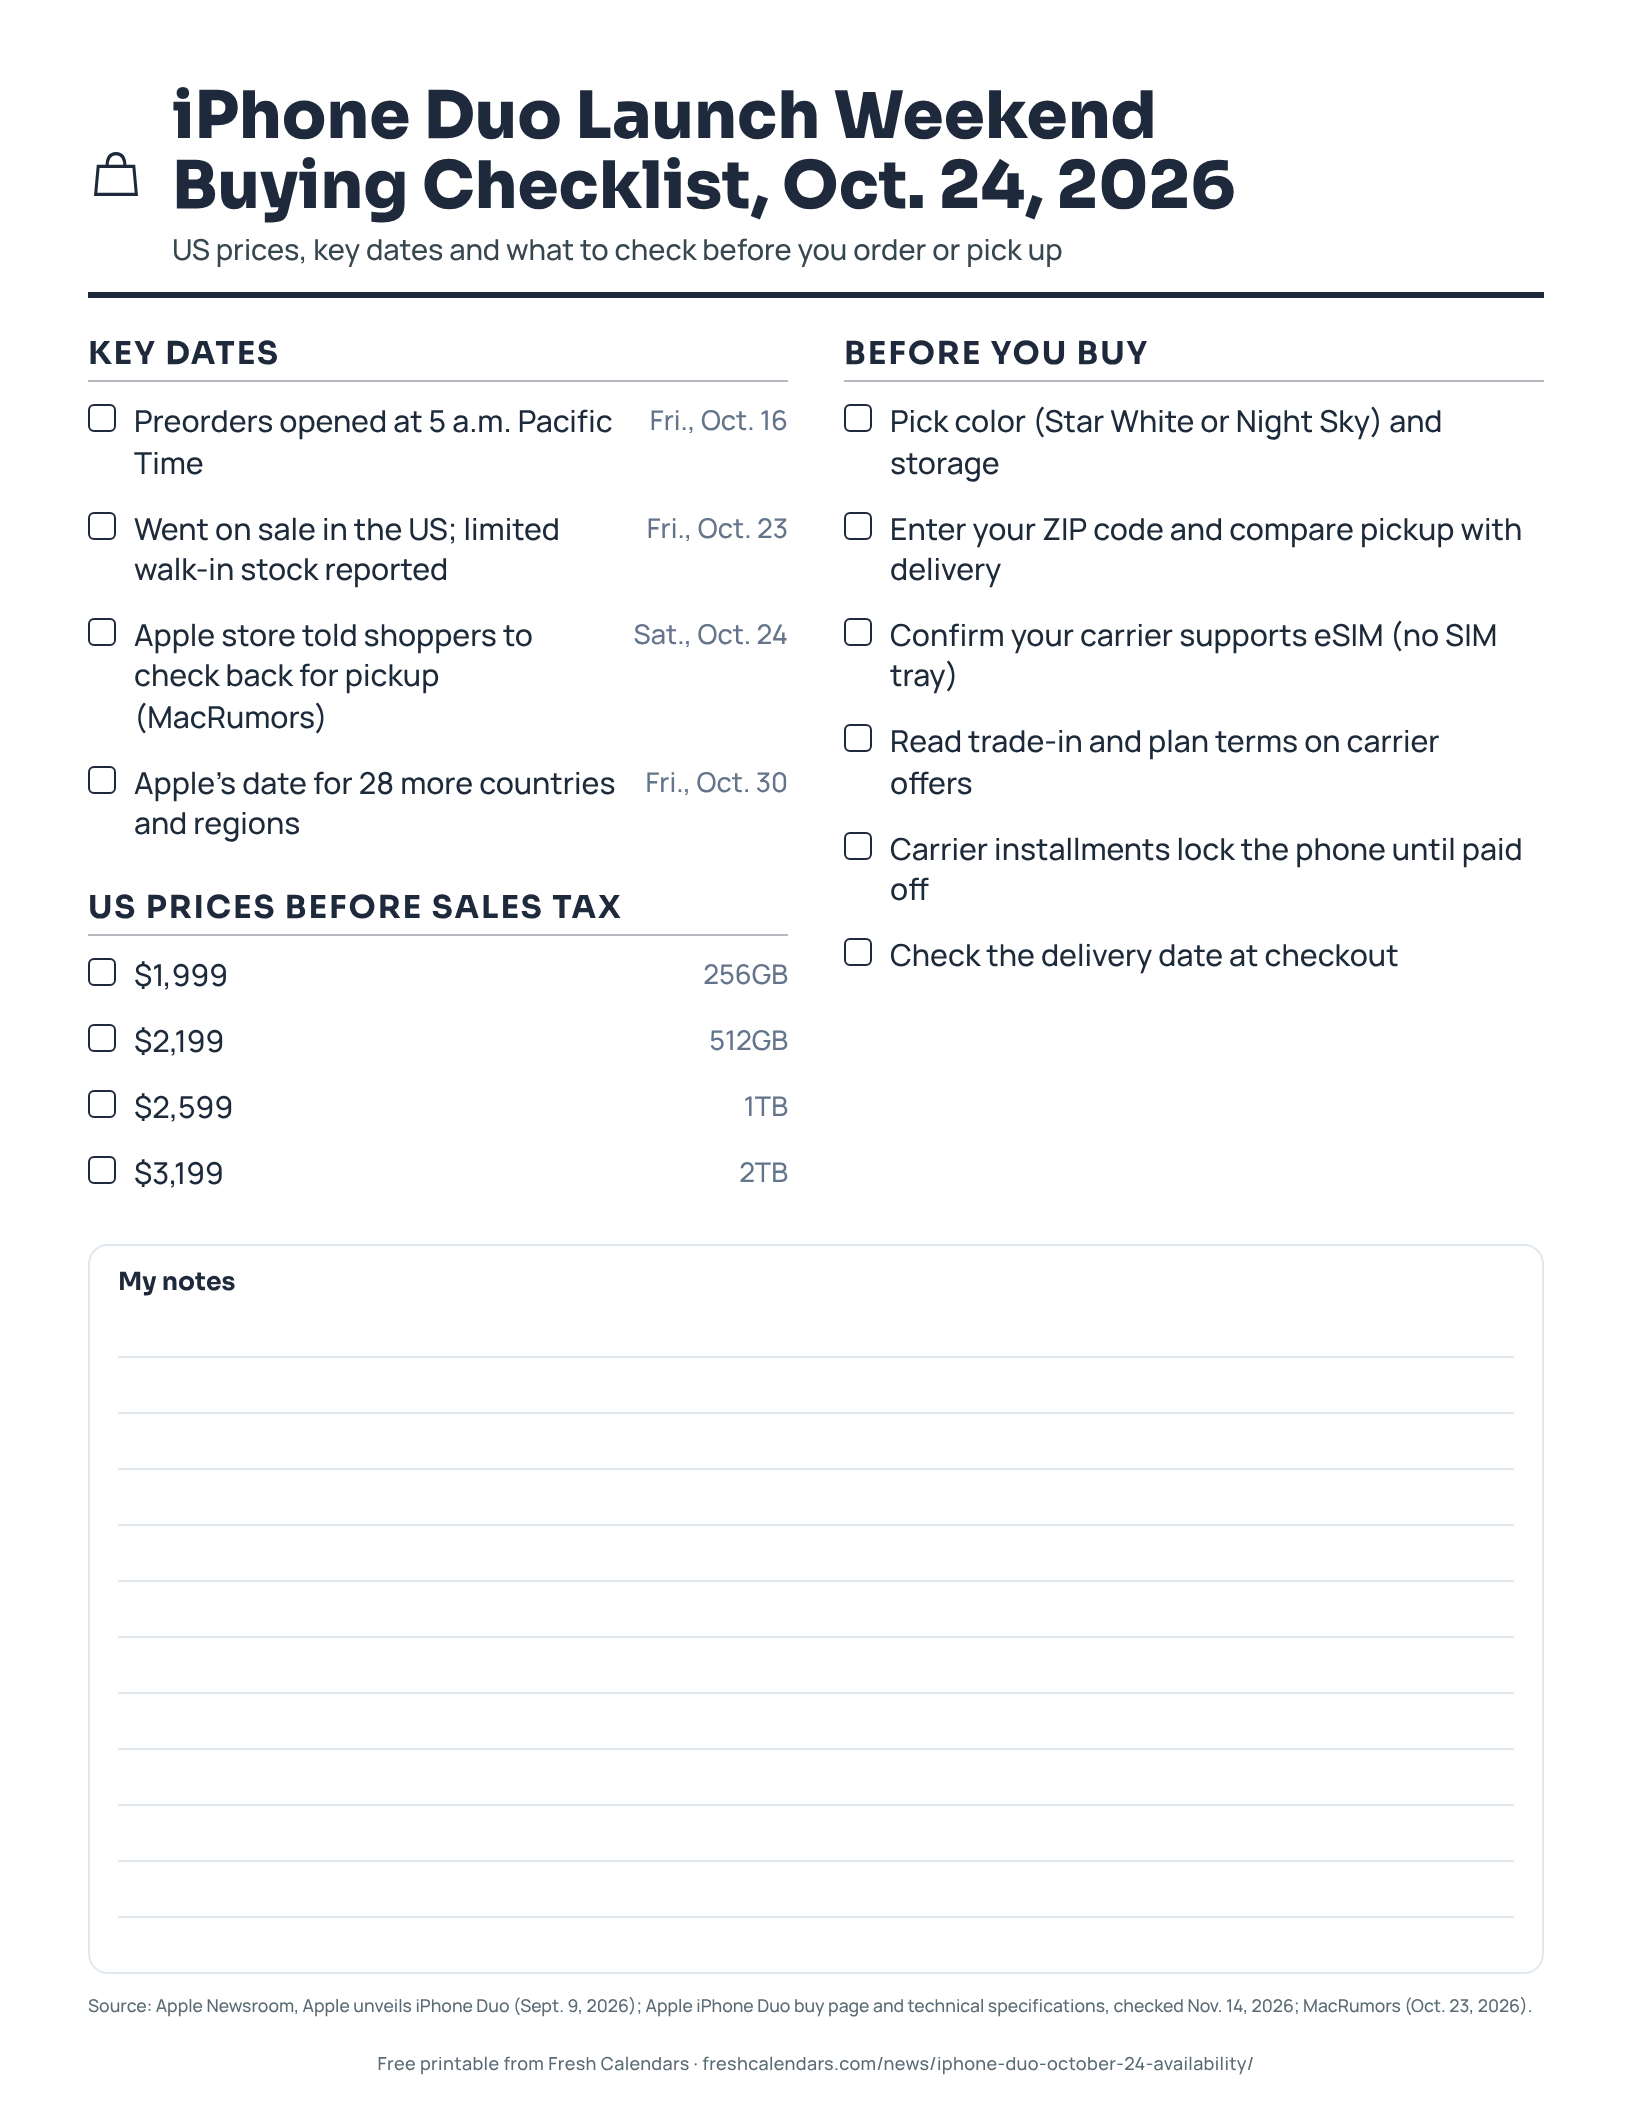 iPhone Duo Launch Weekend
Buying Checklist, Oct. 24, 2026
US prices, key dates and what to check before you order or pick up
KEY DATES
Preorders opened at 5 a.m. Pacific Fri., Oct. 16
Time
Went on sale in the US; limited Fri., Oct. 23
walk-in stock reported
Apple store told shoppers to Sat., Oct. 24
check back for pickup
(MacRumors)
Apple’s date for 28 more countries Fri., Oct. 30
and regions
US PRICES BEFORE SALES TAX
$1,999 256GB
$2,199 512GB
$2,599 1TB
$3,199 2TB
BEFORE YOU BUY
Pick color (Star White or Night Sky) and
storage
Enter your ZIP code and compare pickup with
delivery
Confirm your carrier supports eSIM (no SIM
tray)
Read trade-in and plan terms on carrier
offers
Carrier installments lock the phone until paid
off
Check the delivery date at checkout
My notes
Source: Apple Newsroom, Apple unveils iPhone Duo (Sept. 9, 2026); Apple iPhone Duo buy page and technical specifications, checked Nov. 14, 2026; MacRumors (Oct. 23, 2026).
Free printable from Fresh Calendars · freshcalendars.com/news/iphone-duo-october-24-availability/